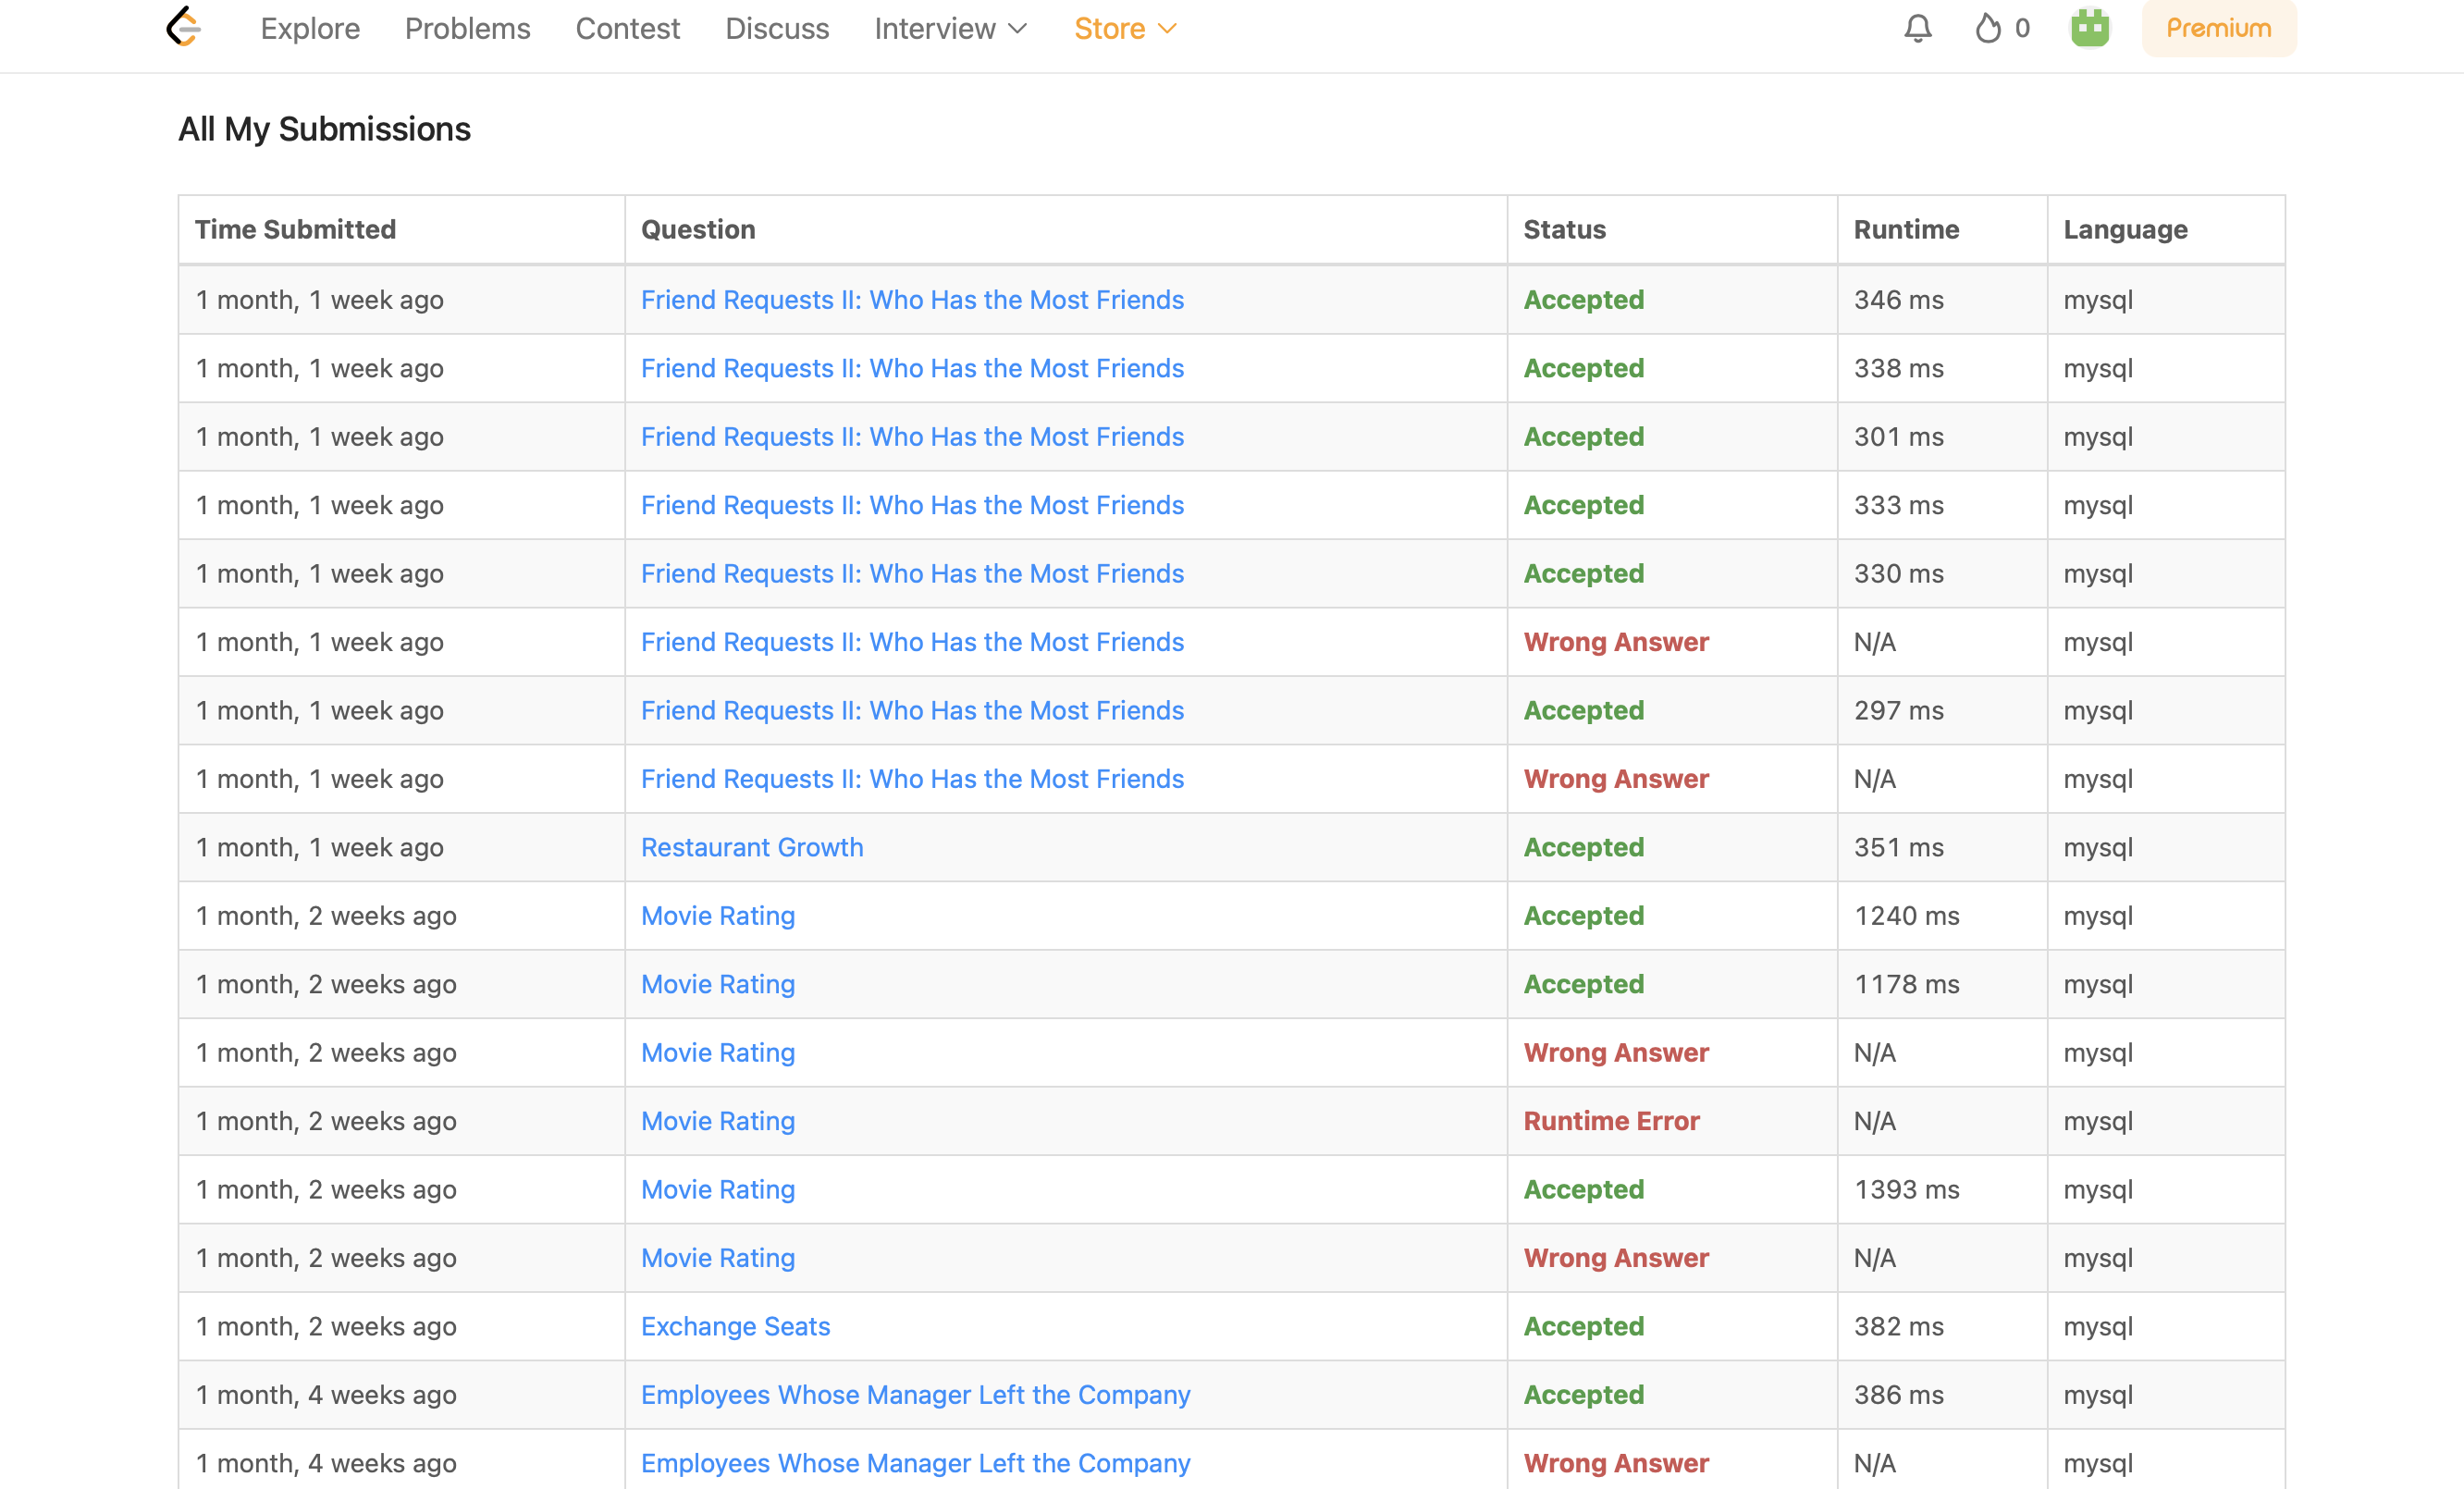 Explore Problems Contest Discuss Interview Store 0 Premium
All My Submissions
Time Submitted Question Status Runtime Language
1 month, 1 week ago Friend Requests II: Who Has the Most Friends Accepted 346 ms mysql
1 month, 1 week ago Friend Requests II: Who Has the Most Friends Accepted 338 ms mysql
1 month, 1 week ago Friend Requests II: Who Has the Most Friends Accepted 301 ms mysql
1 month, 1 week ago Friend Requests II: Who Has the Most Friends Accepted 333 ms mysql
1 month, 1 week ago Friend Requests II: Who Has the Most Friends Accepted 330 ms mysql
1 month, 1 week ago Friend Requests II: Who Has the Most Friends Wrong Answer N/A mysql
1 month, 1 week ago Friend Requests II: Who Has the Most Friends Accepted 297 ms mysql
1 month, 1 week ago Friend Requests II: Who Has the Most Friends Wrong Answer N/A mysql
1 month, 1 week ago Restaurant Growth Accepted 351 ms mysql
1 month, 2 weeks ago Movie Rating Accepted 1240 ms mysql
1 month, 2 weeks ago Movie Rating Accepted 1178 ms mysql
1 month, 2 weeks ago Movie Rating Wrong Answer N/A mysql
1 month, 2 weeks ago Movie Rating Runtime Error N/A mysql
1 month, 2 weeks ago Movie Rating Accepted 1393 ms mysql
1 month, 2 weeks ago Movie Rating Wrong Answer N/A mysql
1 month, 2 weeks ago Exchange Seats Accepted 382 ms mysql
1 month, 4 weeks ago Employees Whose Manager Left the Company Accepted 386 ms mysql
1 month, 4 weeks ago Employees Whose Manager Left the Company Wrong Answer N/A mysql